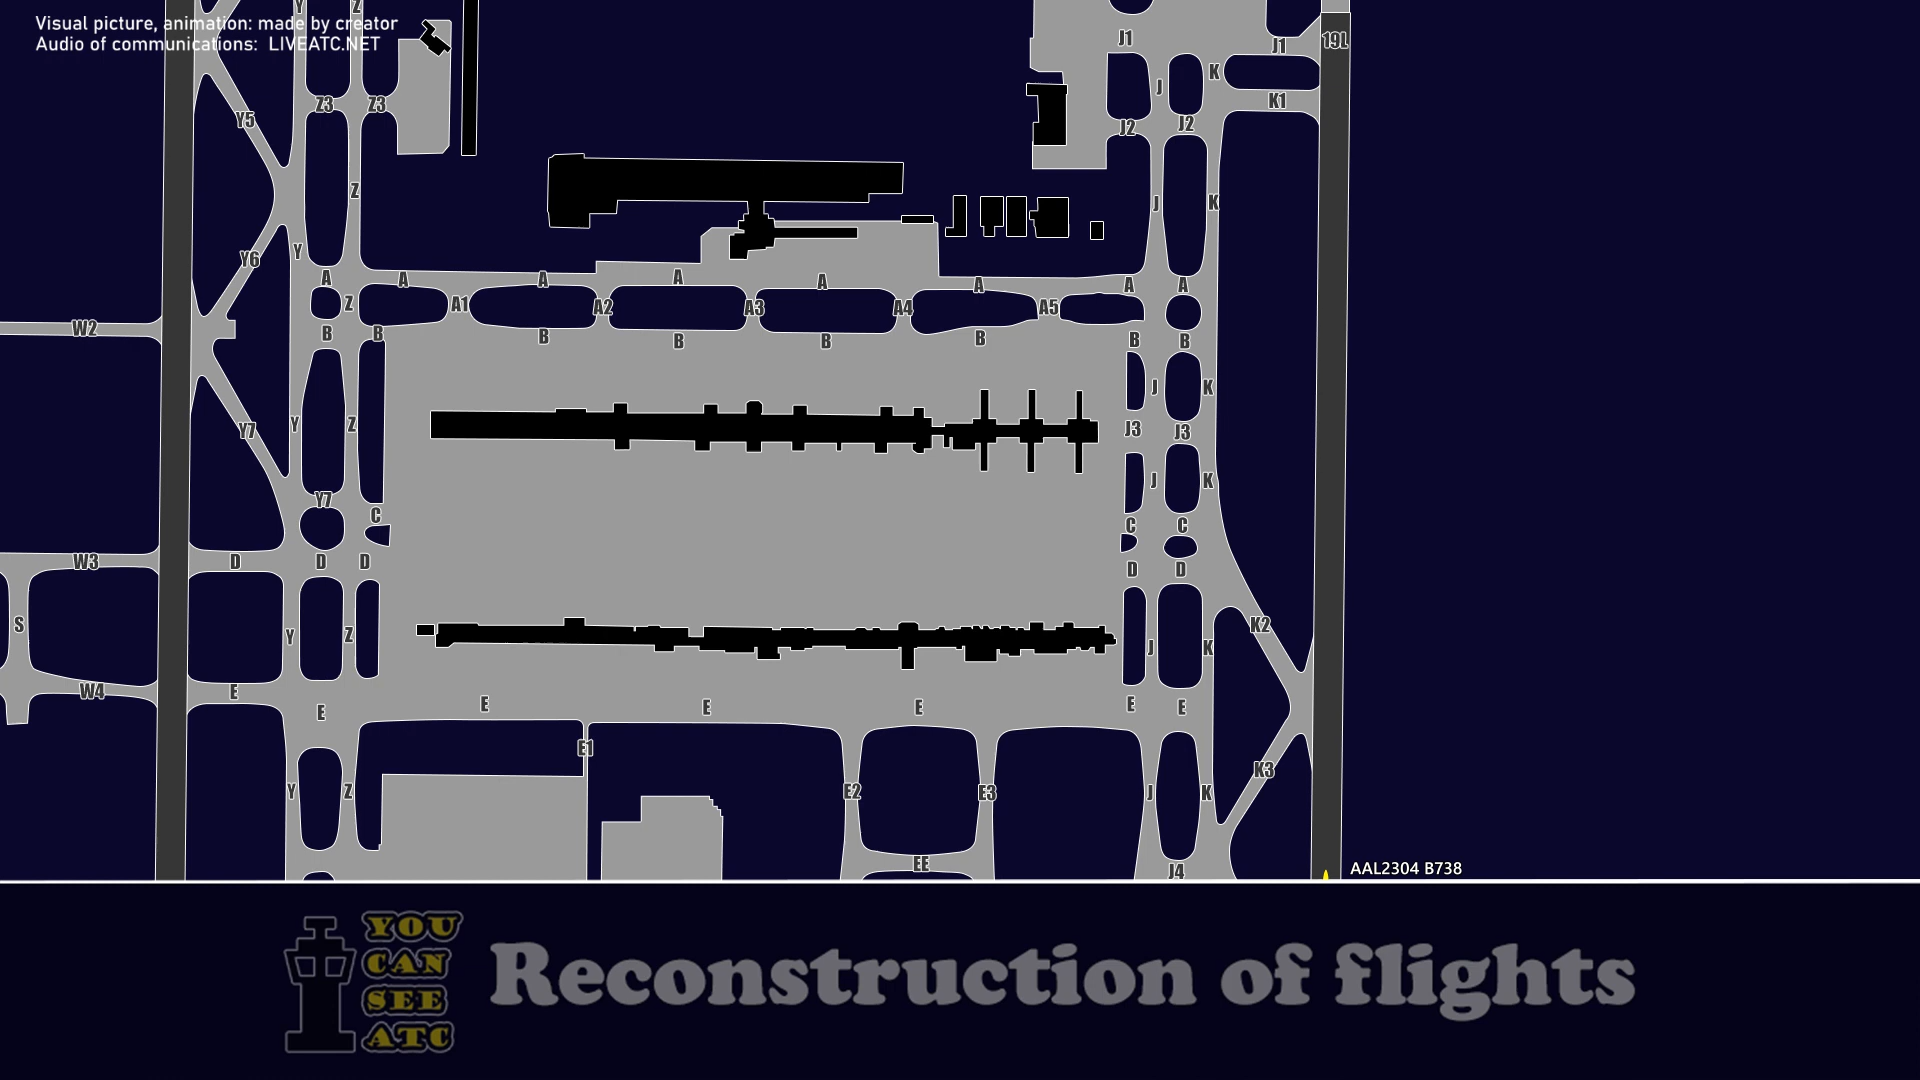 Visual picture, animation: made by creator
Audio of communications: LIVEATC.NET
Y
Z
J1
J1
19L
K
J
K1
Z3
Z3
Y5
J2
J2
Z
J
K
Y
Y6
A
A
A
A
A
A
A
A
Z
A1
A2
A3
A4
A5
W2
B
B
B
B
B
B
B
B
J
K
Y
Z
Y7
J3
J3
J
K
Y7
C
C
C
W3
D
D
D
D
D
S
Y
Z
K2
J
K
W4
E
E
E
E
E
E
E
E1
K3
Y
Z
E2
E3
J
K
EE
J4
AAL2304 B738
YOU
CAN
SEE
ATC
Reconstruction of flights